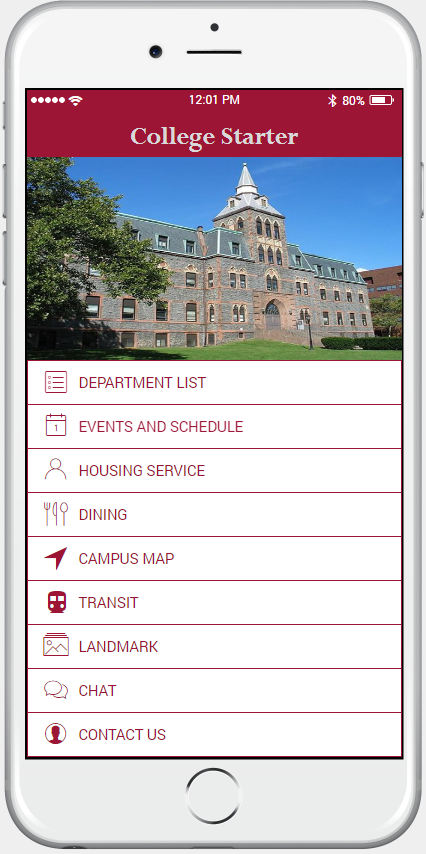 12:01 PM 80%
College Starter
DEPARTMENT LIST
1
EVENTS AND SCHEDULE
HOUSING SERVICE
DINING
CAMPUS MAP
TRANSIT
LANDMARK
CHAT
CONTACT US